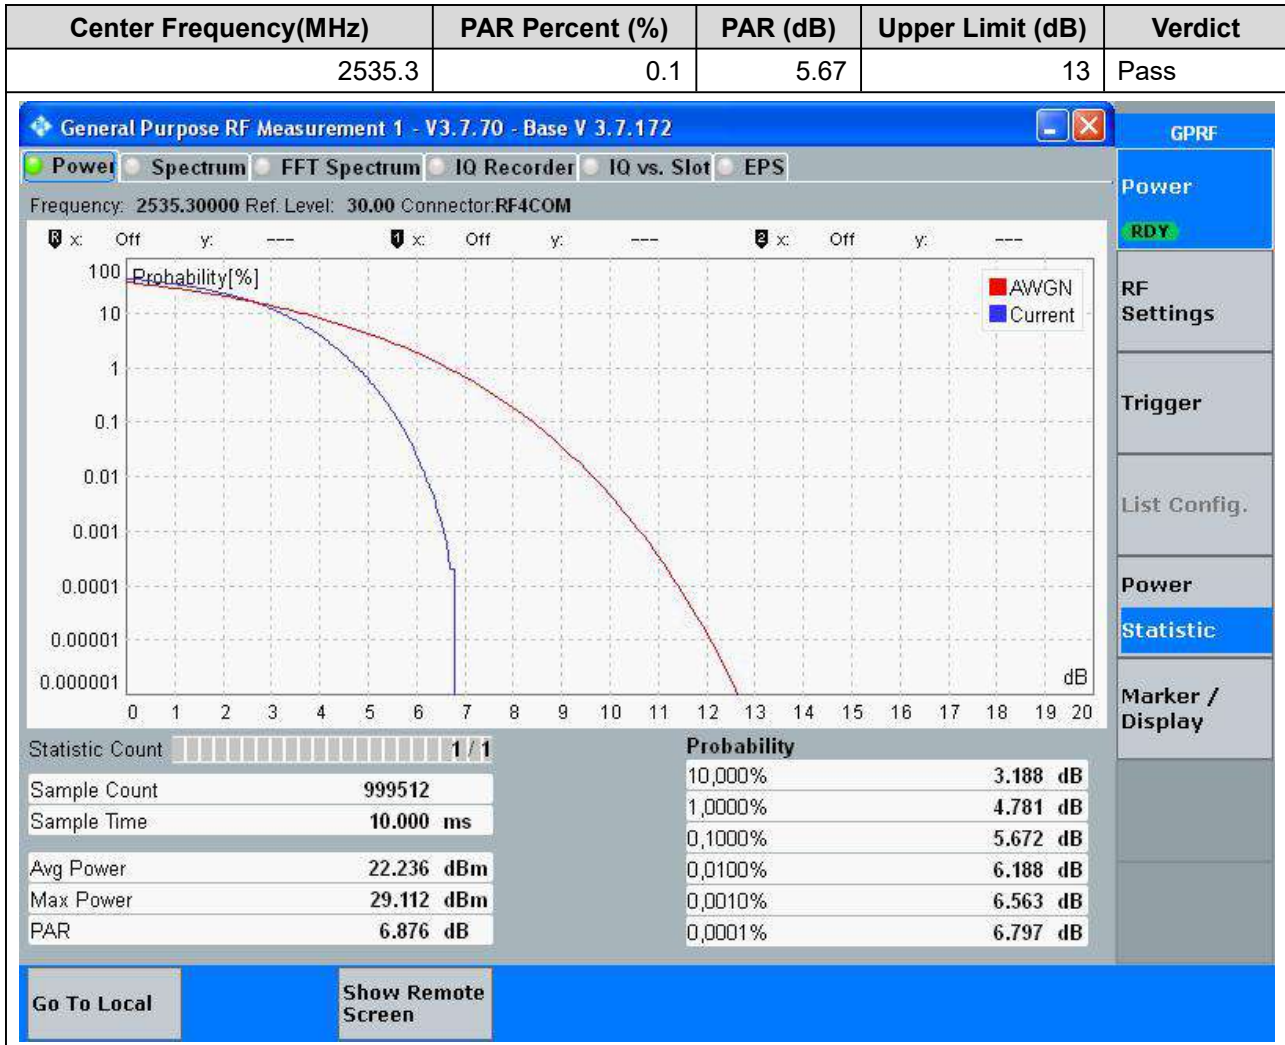 Center Frequency(MHz) PAR Percent (%) PAR (dB) Upper Limit (dB) Verdict
2535.3 0.1 5.67 13 Pass
General Purpose RF Measurement 1 - V3.7.70 - Base V 3.7.172
GPRF
Power Spectrum FFT Spectrum IQ Recorder IQ vs. Slot EPS
Frequency: 2535.30000 Ref. Level: 30.00 Connector:RF4COM
R x: Off y: --- 1 x: Off y: --- 2 x: Off y: ---
Probability[%]
100
10
1
0.1
0.01
0.001
0.0001
0.00001
0.000001
AWGN
Current
dB
0 1 2 3 4 5 6 7 8 9 10 11 12 13 14 15 16 17 18 19 20
Statistic Count 1 / 1
Sample Count 999512
Sample Time 10.000 ms
Avg Power 22.236 dBm
Max Power 29.112 dBm
PAR 6.876 dB
Probability
10,000% 3.188 dB
1,0000% 4.781 dB
0,1000% 5.672 dB
0,0100% 6.188 dB
0,0010% 6.563 dB
0,0001% 6.797 dB
Power
RDY
RF
Settings
Trigger
List Config.
Power
Statistic
Marker /
Display
Go To Local
Show Remote
Screen